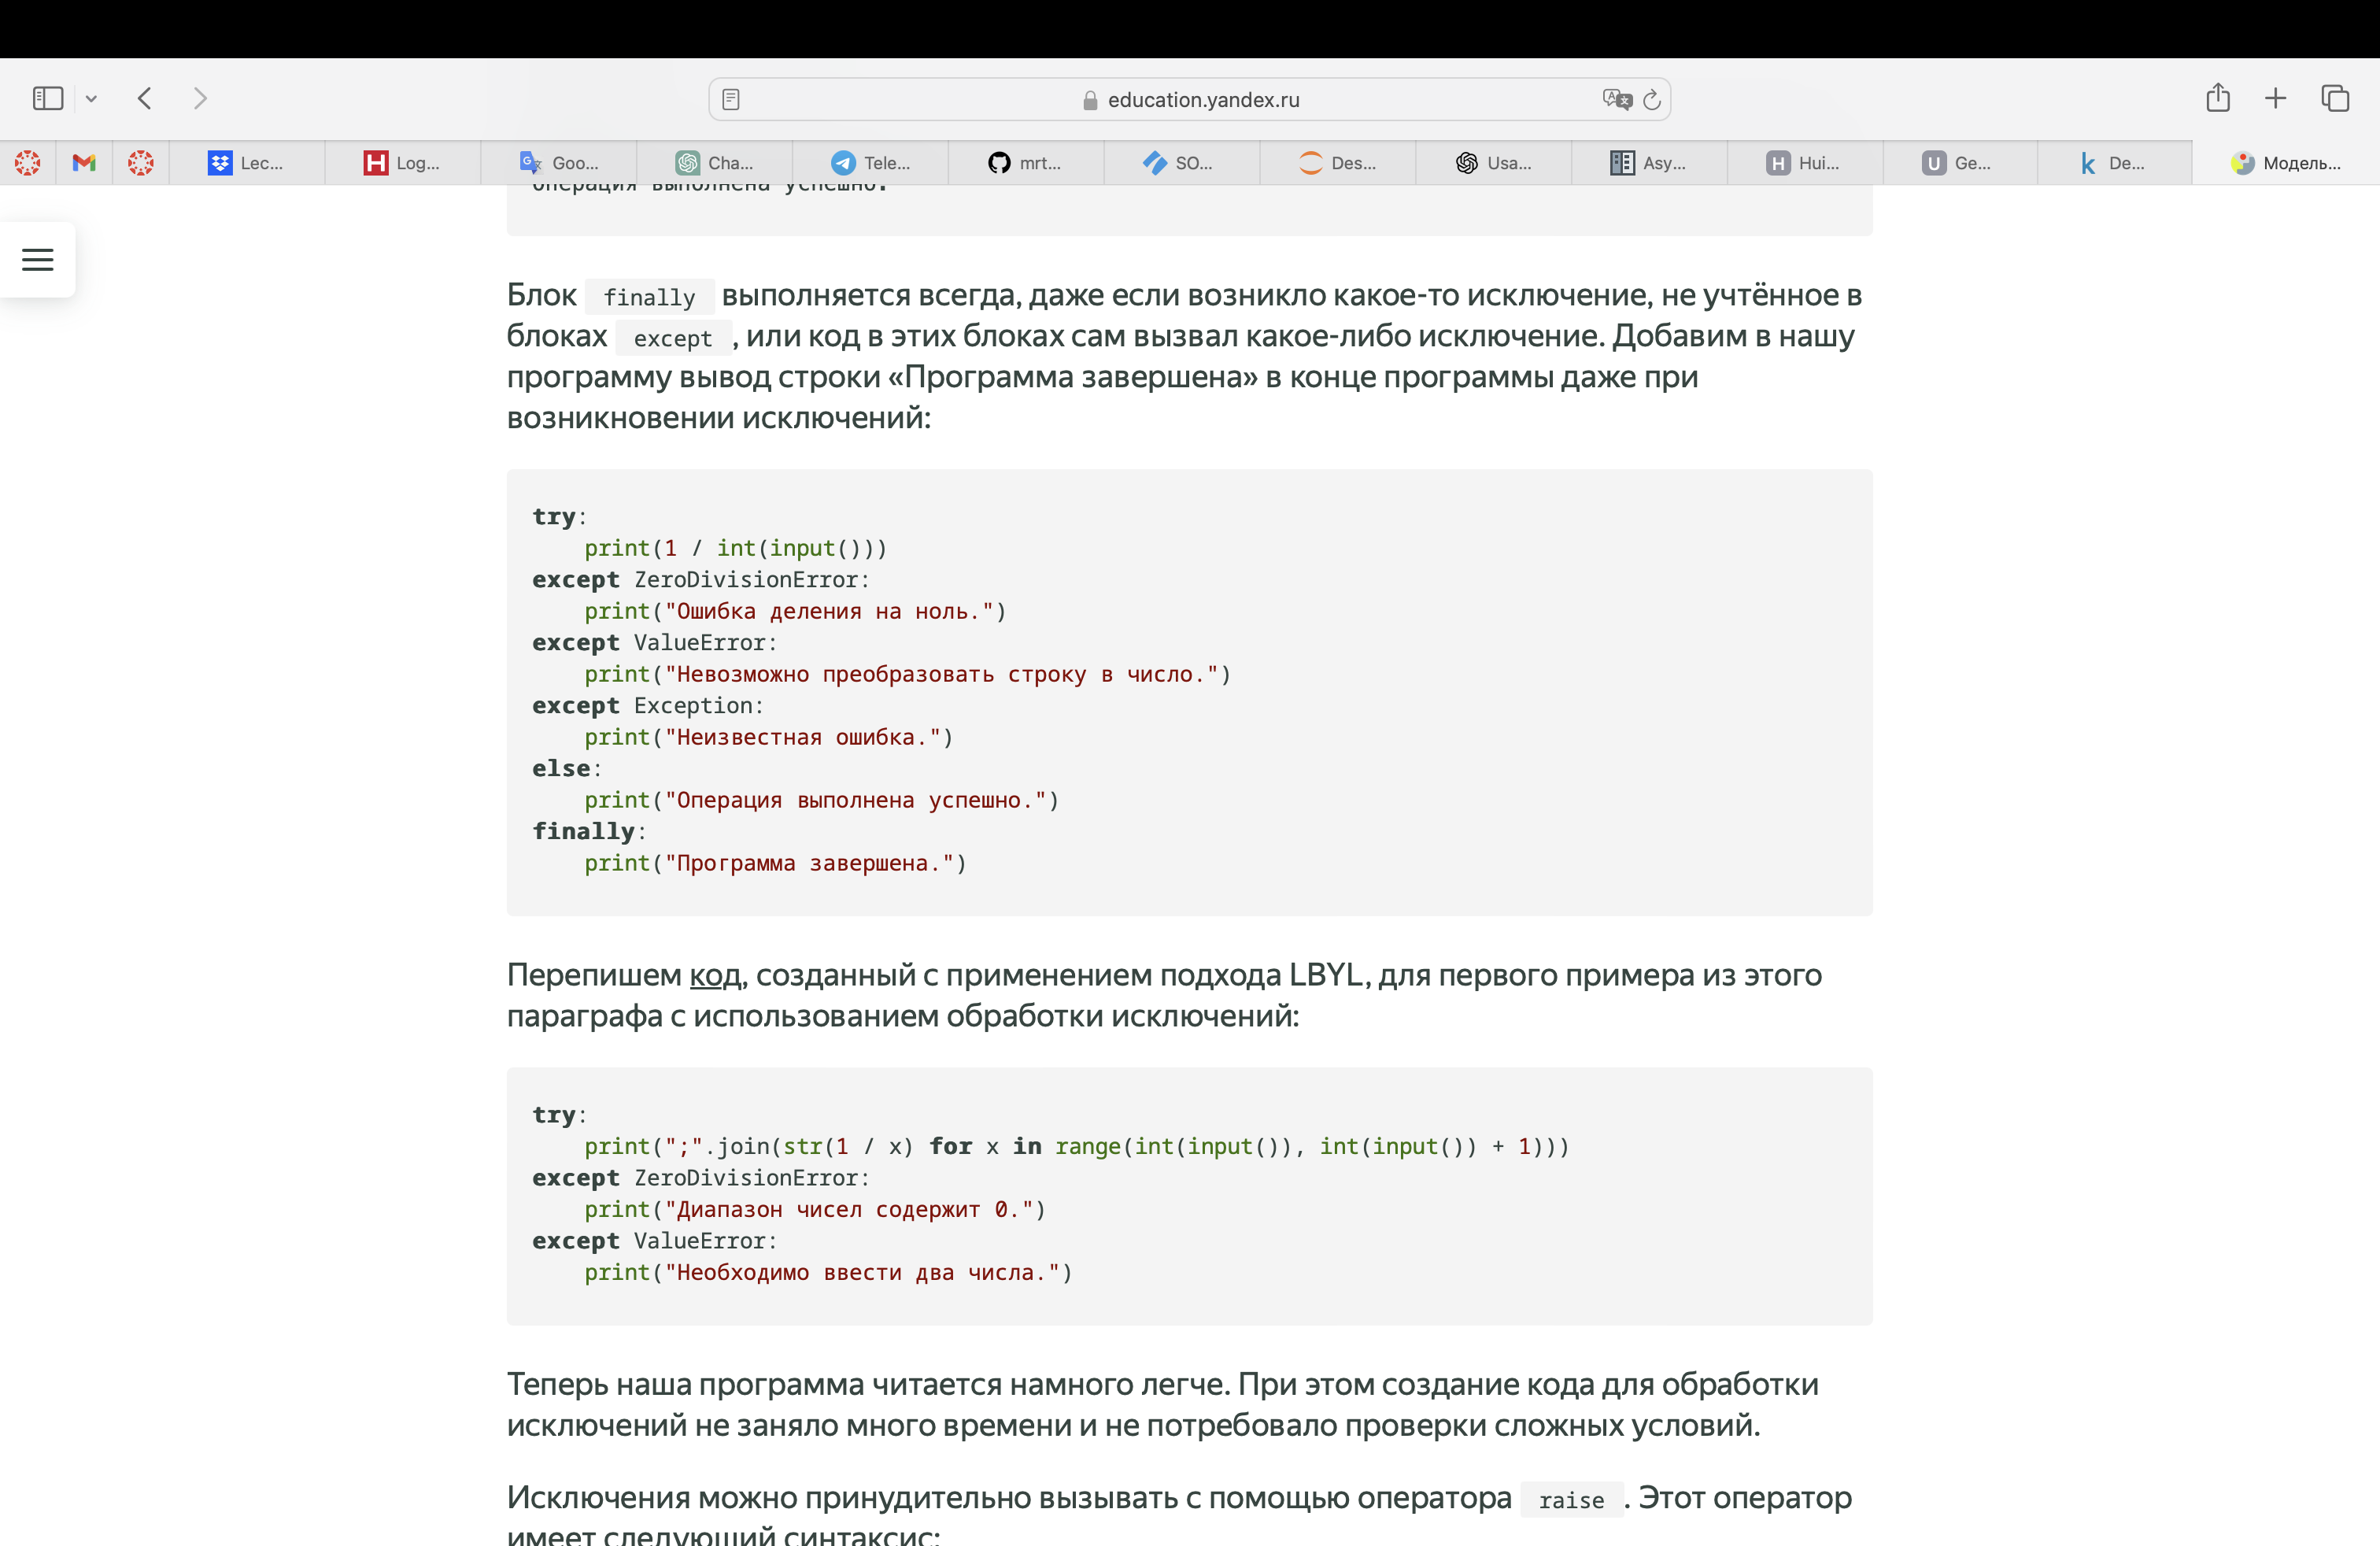 education.yandex.ru
Lec... Log... Goo... Cha... Tele... mrt... SO... Des... Usa... Asy... H Hui... U Ge... k De... Модель...
операция выполнена успешно.
Блок finally выполняется всегда, даже если возникло какое-то исключение, не учтённое в
блоках except , или код в этих блоках сам вызвал какое-либо исключение. Добавим в нашу
программу вывод строки «Программа завершена» в конце программы даже при
возникновении исключений:
try:
    print(1 / int(input()))
except ZeroDivisionError:
    print("Ошибка деления на ноль.")
except ValueError:
    print("Невозможно преобразовать строку в число.")
except Exception:
    print("Неизвестная ошибка.")
else:
    print("Операция выполнена успешно.")
finally:
    print("Программа завершена.")
Перепишем код, созданный с применением подхода LBYL, для первого примера из этого
параграфа с использованием обработки исключений:
try:
    print(";".join(str(1 / x) for x in range(int(input()), int(input()) + 1)))
except ZeroDivisionError:
    print("Диапазон чисел содержит 0.")
except ValueError:
    print("Необходимо ввести два числа.")
Теперь наша программа читается намного легче. При этом создание кода для обработки
исключений не заняло много времени и не потребовало проверки сложных условий.
Исключения можно принудительно вызывать с помощью оператора raise . Этот оператор
имеет следующий синтаксис: